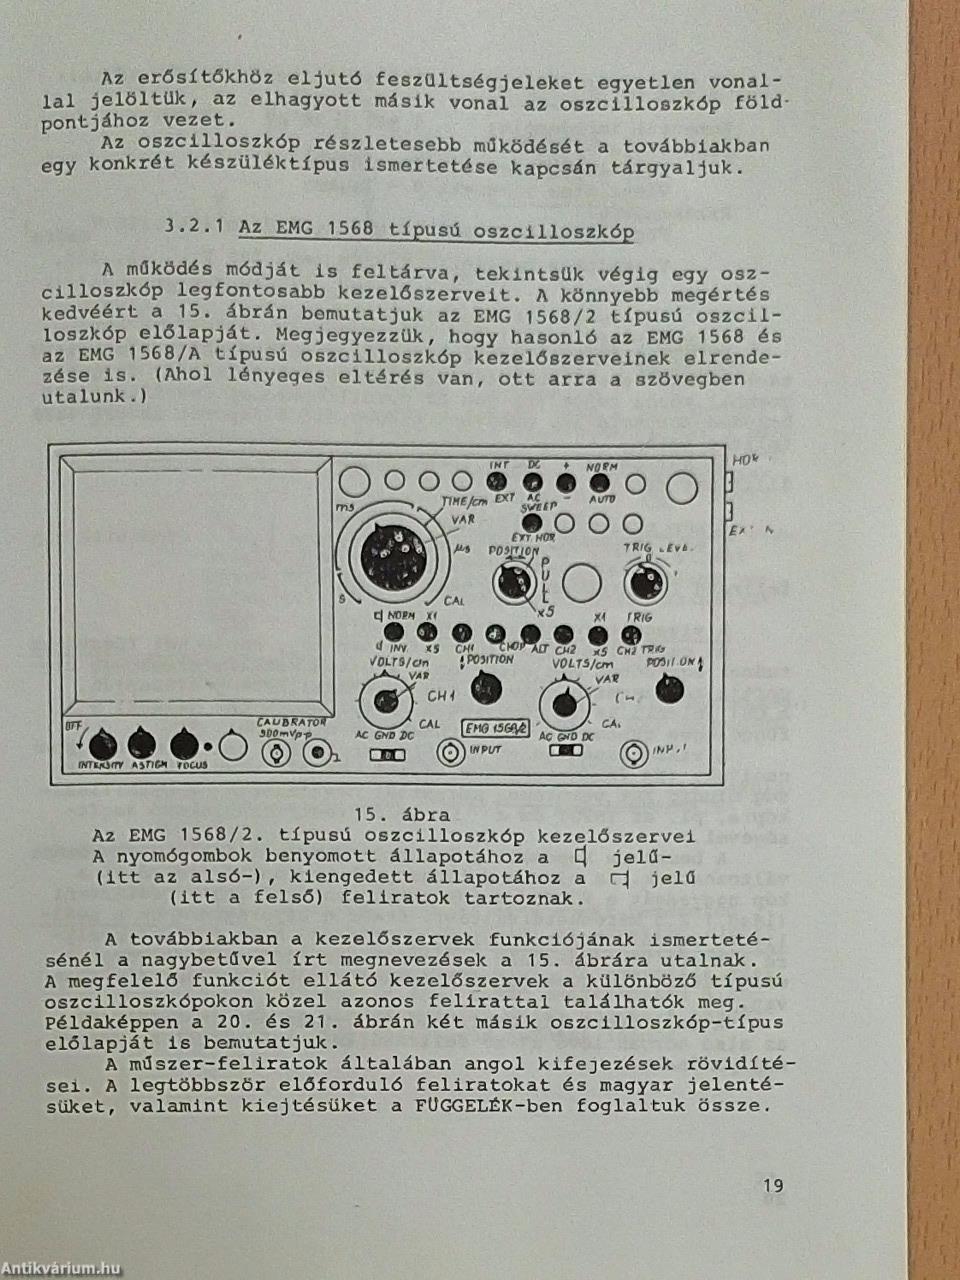 Az erősítőkhöz eljutó feszültségjeleket egyetlen vonal-
lal jelöltük, az elhagyott másik vonal az oszcilloszkóp föld-
pontjához vezet.
Az oszcilloszkóp részletesebb működését a továbbiakban
egy konkrét készüléktípus ismertetése kapcsán tárgyaljuk.
3.2.1 Az EMG 1568 típusú oszcilloszkóp
A működés módját is feltárva, tekintsük végig egy osz-
cilloszkóp legfontosabb kezelőszerveit. A könnyebb megértés
kedvéért a 15. ábrán bemutatjuk az EMG 1568/2 típusú oszcil-
loszkóp előlapját. Megjegyezzük, hogy hasonló az EMG 1568 és
az EMG 1568/A típusú oszcilloszkóp kezelőszerveinek elrende-
zése is. (Ahol lényeges eltérés van, ott arra a szövegben
utalunk.)
INT DC + NORM
EXT AC - AUTO
ms TIME/cm SWEEP
VAR
EXT. HOR
μs POSITION TRIG
PULL
0
S CAL x5
NORM X1 X1 TRIG
INV. X5 CH1 CHOP ALT CH2 X5 CH2 TRIG
VOLTS/cm POSITION VOLTS/cm
VAR VAR
CH1
CAL
OFF CALIBRATOR
500mVp-p
EMG 1568/2
AC GND DC INPUT AC GND DC
INTENSITY ASTIGM FOCUS
15. ábra
Az EMG 1568/2. típusú oszcilloszkóp kezelőszervei
A nyomógombok benyomott állapotához a jelű-
(itt az alsó-), kiengedett állapotához a jelű
(itt a felső) feliratok tartoznak.
A továbbiakban a kezelőszervek funkciójának ismerteté-
sénél a nagybetűvel írt megnevezések a 15. ábrára utalnak.
A megfelelő funkciót ellátó kezelőszervek a különböző típusú
oszcilloszkópokon közel azonos felirattal találhatók meg.
Példaképpen a 20. és 21. ábrán két másik oszcilloszkóp-típus
előlapját is bemutatjuk.
A műszer-feliratok általában angol kifejezések rövidíté-
sei. A legtöbbször előforduló feliratokat és magyar jelenté-
süket, valamint kiejtésüket a FÜGGELÉK-ben foglaltuk össze.
19
Antikvárium.hu